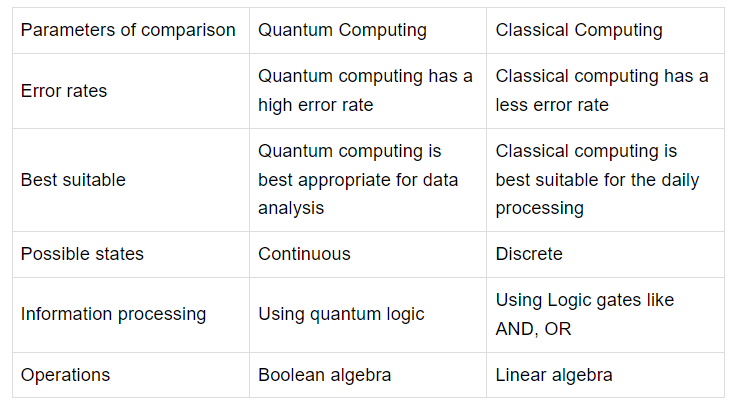 Parameters of comparison Quantum Computing Classical Computing
Error rates
Quantum computing has a
high error rate
Classical computing has a
less error rate
Best suitable
Quantum computing is
best appropriate for data
analysis
Classical computing is
best suitable for the daily
processing
Possible states Continuous Discrete
Information processing Using quantum logic
Using Logic gates like
AND, OR
Operations Boolean algebra Linear algebra